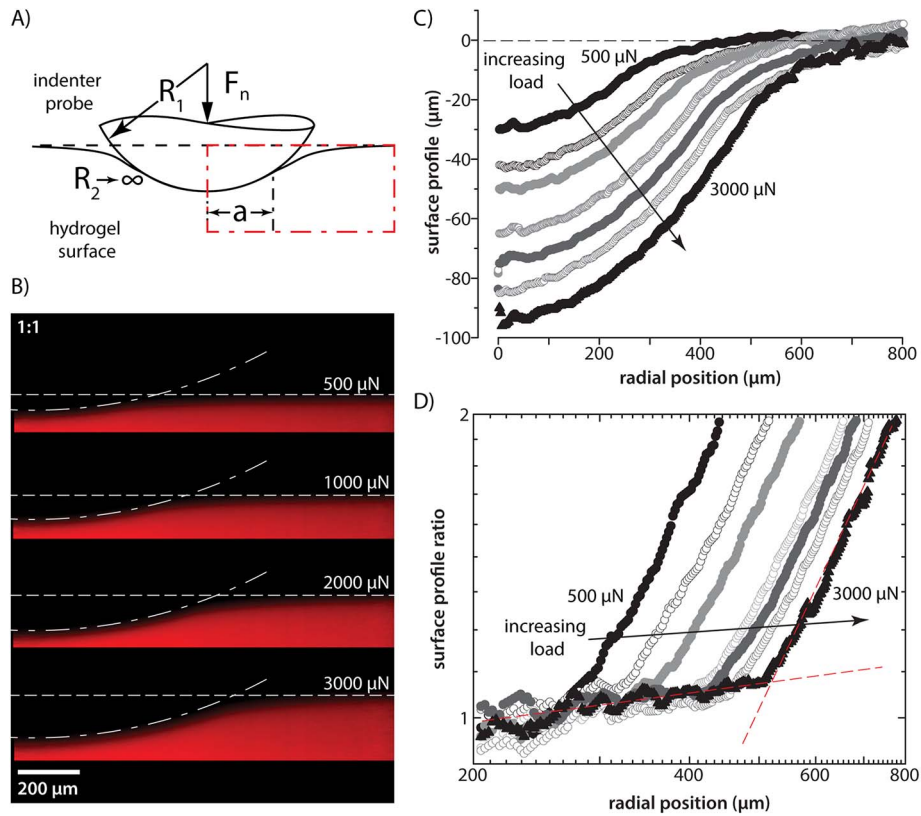 A)
indenter
probe
R1
Fn
R2→∞
a
hydrogel
surface
B)
1:1
500 µN
1000 µN
2000 µN
3000 µN
200 µm
C)
surface profile (µm)
0
-20
-40
-60
-80
-100
increasing
load
500 µN
3000 µN
0
200
400
600
800
radial position (µm)
D)
surface profile ratio
2
1
500 µN
increasing
load
3000 µN
200
400
600
800
radial position (µm)